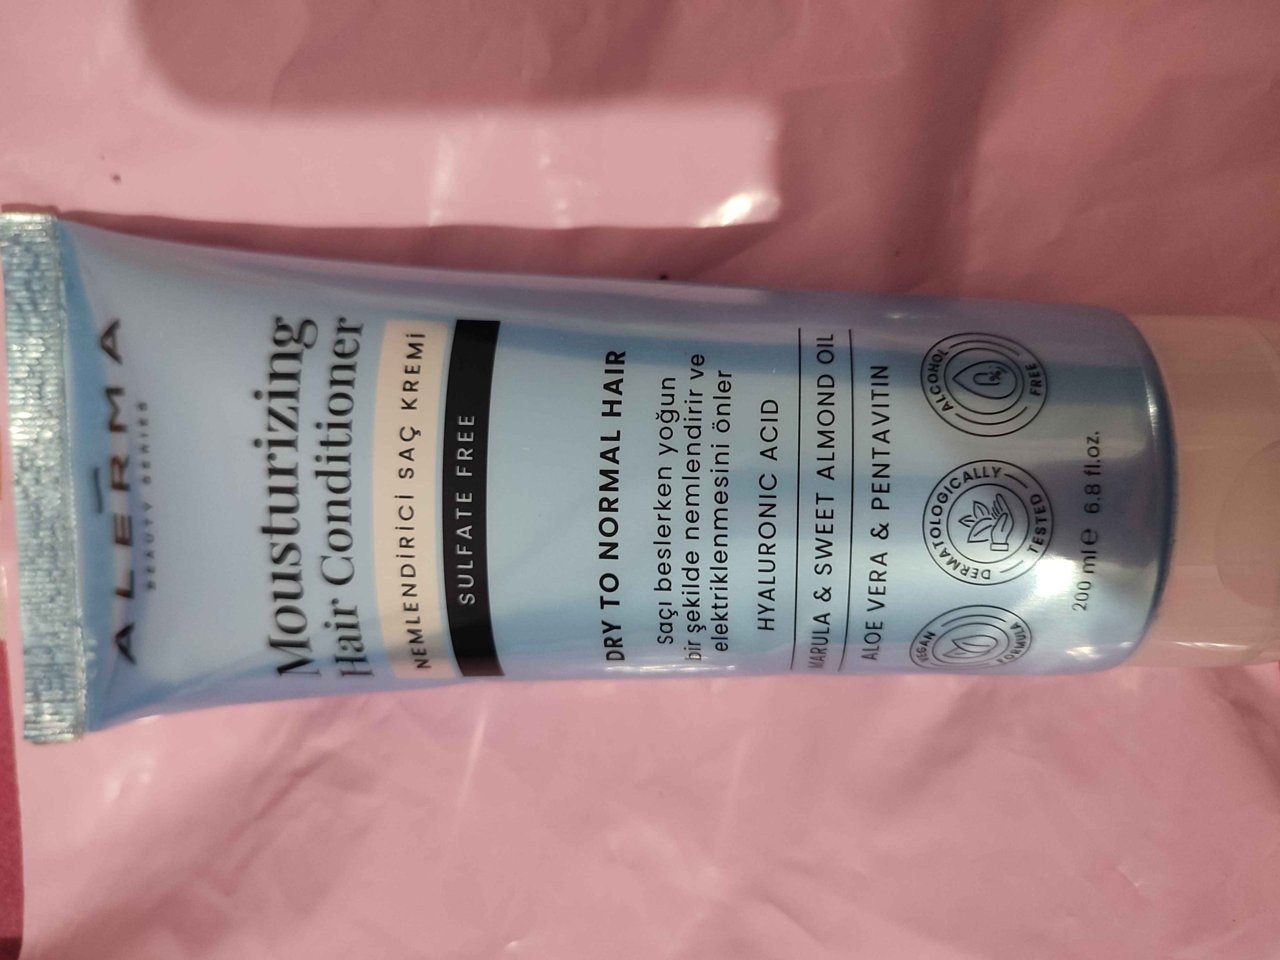 ALERMA
BEAUTY SERIES
Mousturizing
Hair Conditioner
NEMLENDİRİCİ SAÇ KREMİ
SULFATE FREE
DRY TO NORMAL HAIR
Saçı beslerken yoğun
bir şekilde nemlendirir ve
elektriklenmesini önler
HYALURONIC ACID
MARULA & SWEET ALMOND OIL
ALOE VERA & PENTAVITIN
VEGAN FORMULA
DERMATOLOGICALLY TESTED
ALCOHOL FREE
%
200 ml e 6.8 fl.oz.